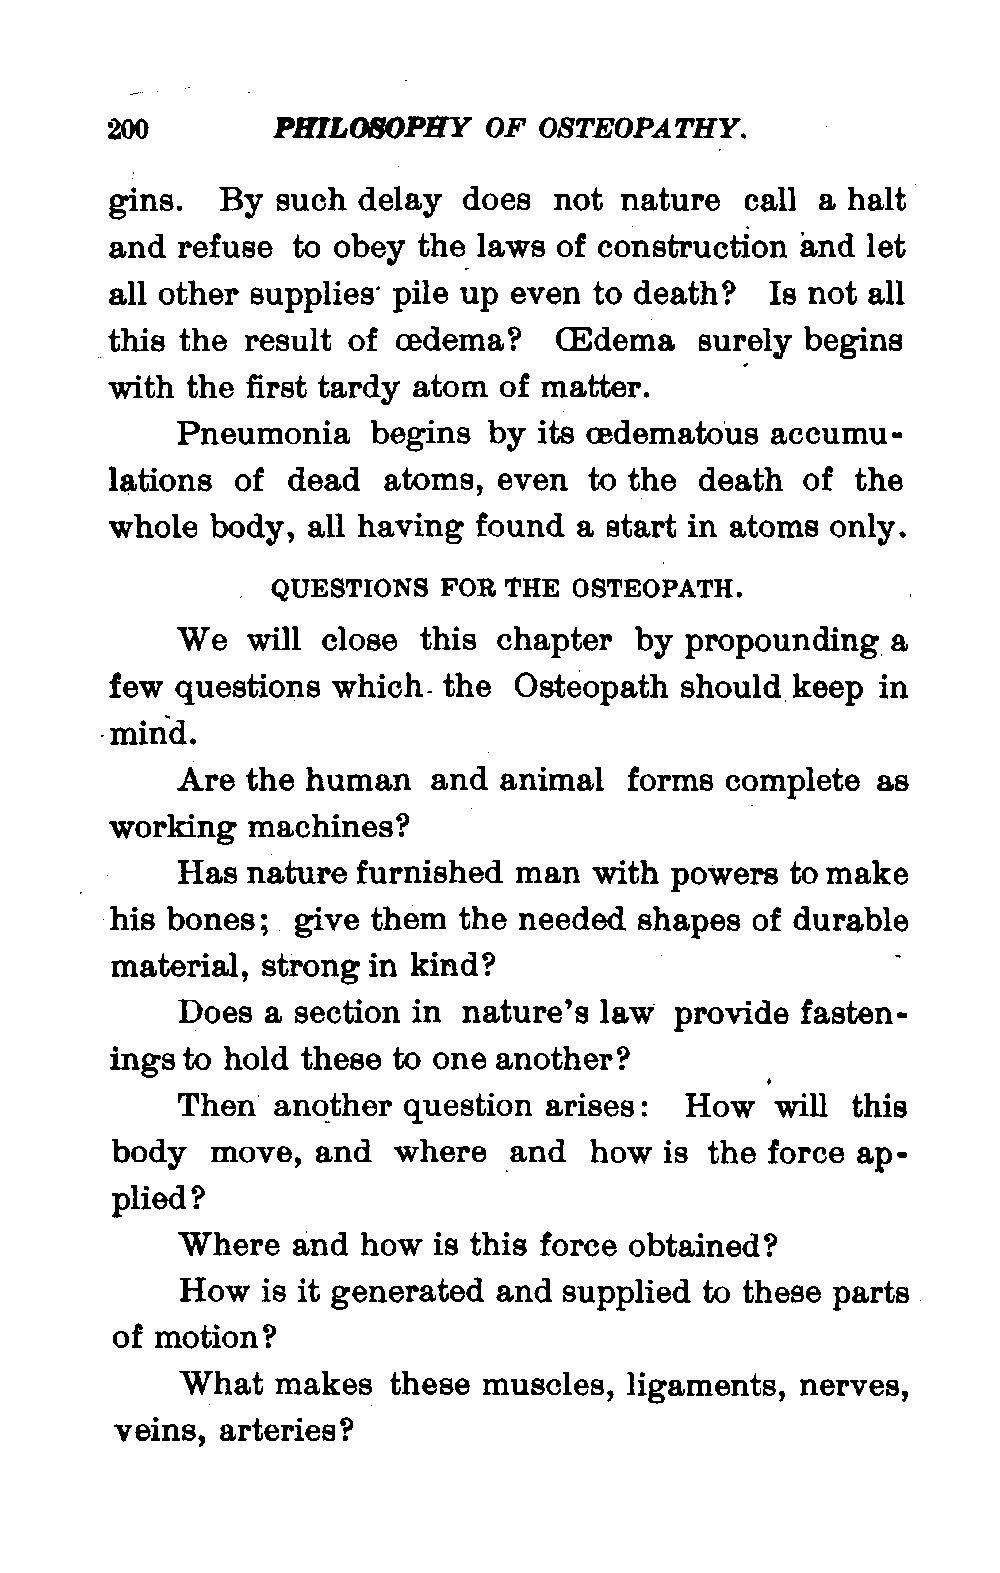 200 PHILOSOPHY OF OSTEOPATHY.
gins. By such delay does not nature call a halt
and refuse to obey the laws of construction and let
all other supplies pile up even to death? Is not all
this the result of œdema? Œdema surely begins
with the first tardy atom of matter.
Pneumonia begins by its œdematous accumu-
lations of dead atoms, even to the death of the
whole body, all having found a start in atoms only.
QUESTIONS FOR THE OSTEOPATH.
We will close this chapter by propounding a
few questions which the Osteopath should keep in
mind.
Are the human and animal forms complete as
working machines?
Has nature furnished man with powers to make
his bones; give them the needed shapes of durable
material, strong in kind?
Does a section in nature's law provide fasten-
ings to hold these to one another?
Then another question arises: How will this
body move, and where and how is the force ap-
plied?
Where and how is this force obtained?
How is it generated and supplied to these parts
of motion?
What makes these muscles, ligaments, nerves,
veins, arteries?